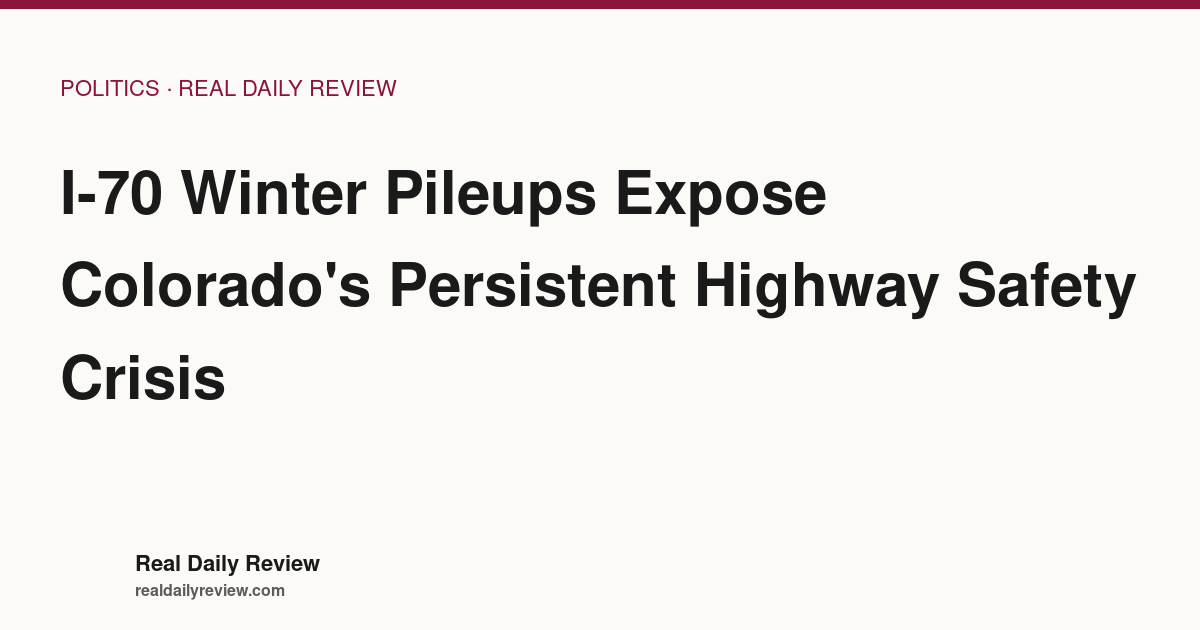 POLITICS · REAL DAILY REVIEW
I-70 Winter Pileups Expose
Colorado's Persistent Highway Safety
Crisis
Real Daily Review
realdailyreview.com